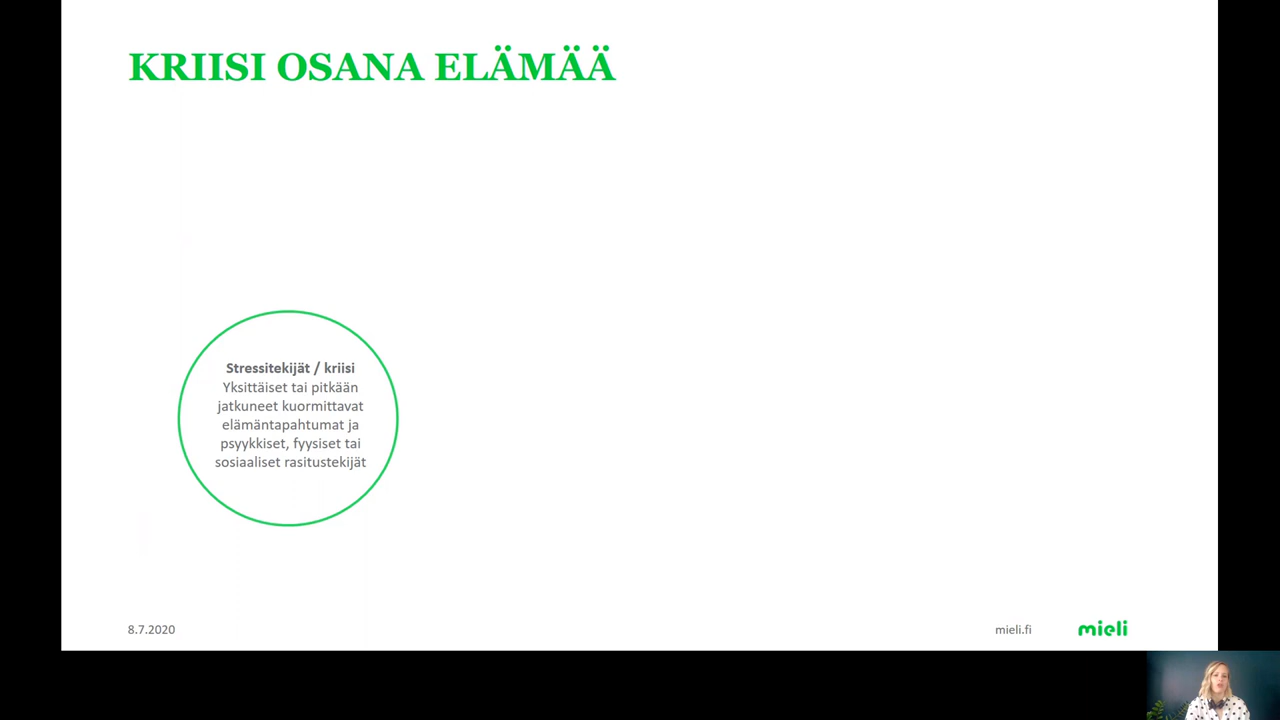 KRIISI OSANA ELÄMÄÄ
Stressitekijät / kriisi
Yksittäiset tai pitkään
jatkuneet kuormittavat
elämäntapahtumat ja
psyykkiset, fyysiset tai
sosiaaliset rasitustekijät
8.7.2020
mieli.fi
mieli